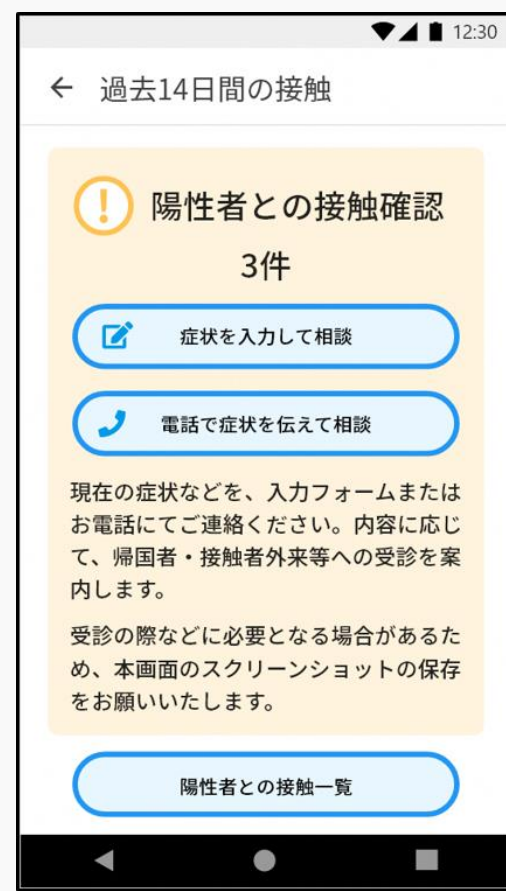 12:30
過去14日間の接触
陽性者との接触確認
3件
症状を入力して相談
電話で症状を伝えて相談
現在の症状などを、入力フォームまたは
お電話にてご連絡ください。内容に応じ
て、帰国者・接触者外来等への受診を案
内します。
受診の際などに必要となる場合があるた
め、本画面のスクリーンショットの保存
をお願いいたします。
陽性者との接触一覧